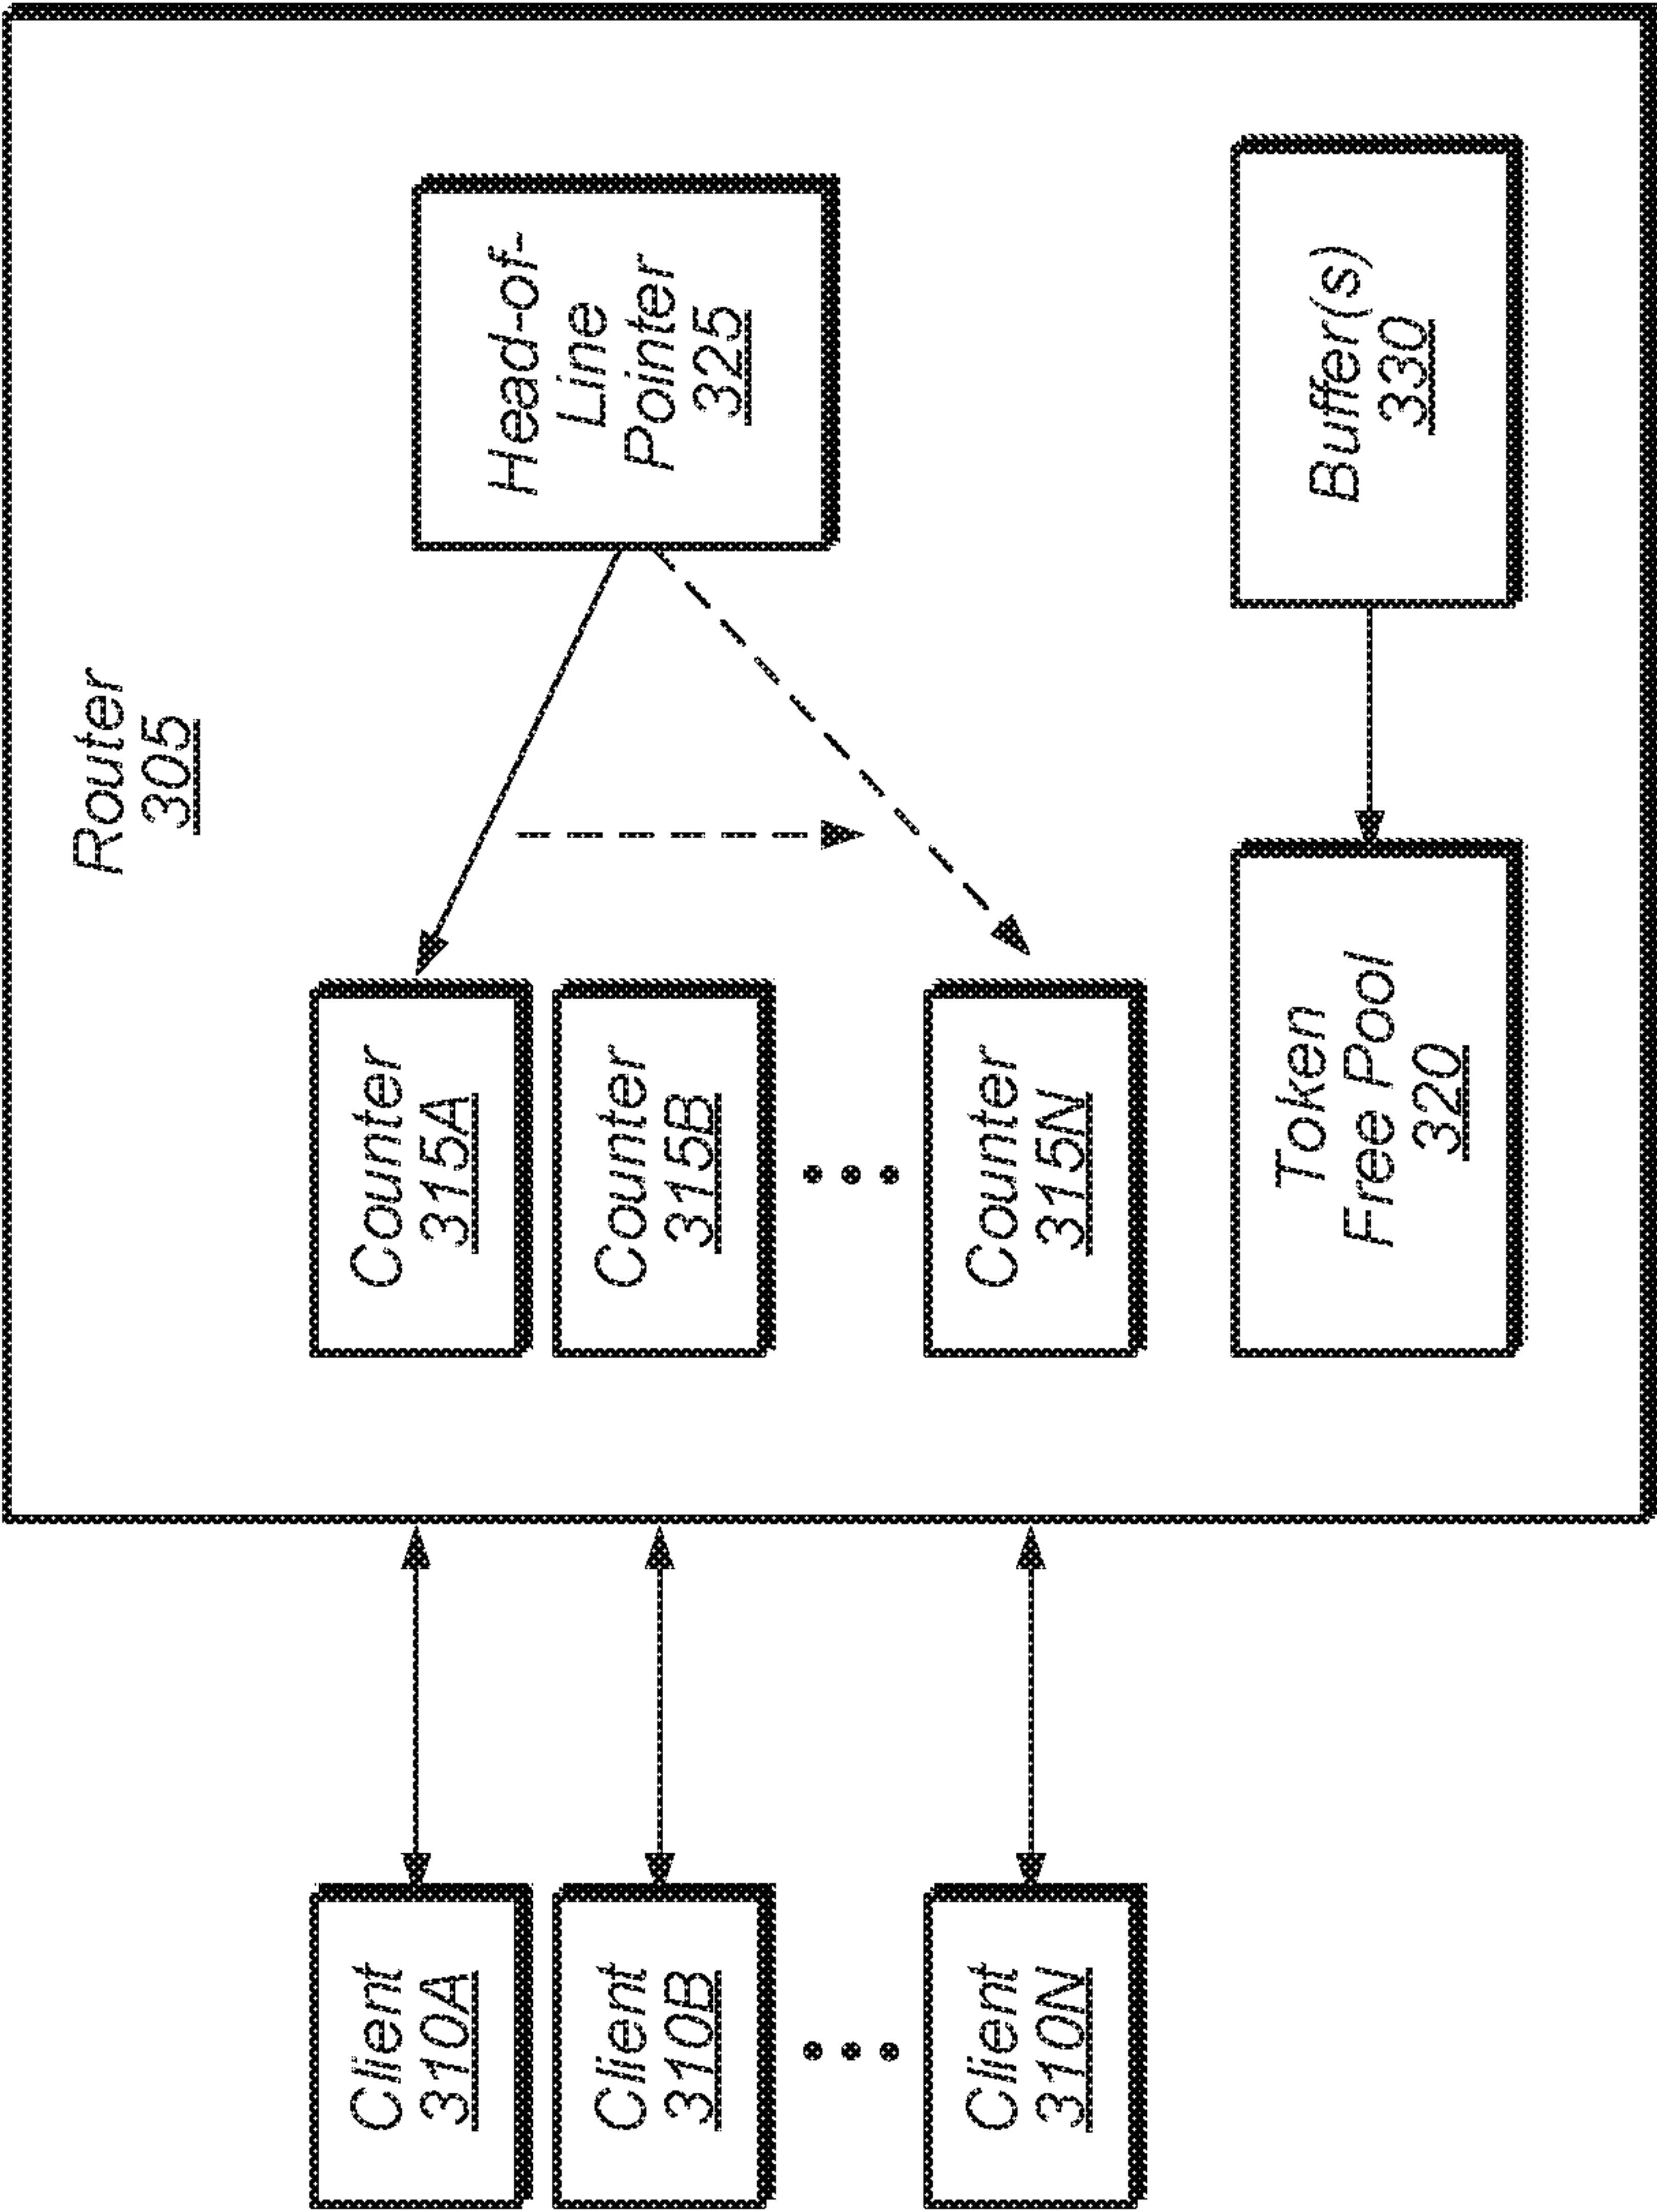 Router
305
Client
310A
Client
310B
Client
310N
Counter
315A
Counter
315B
Counter
315N
Head-of-
Line
Pointer
325
Token
Free Pool
320
Buffer(s)
330